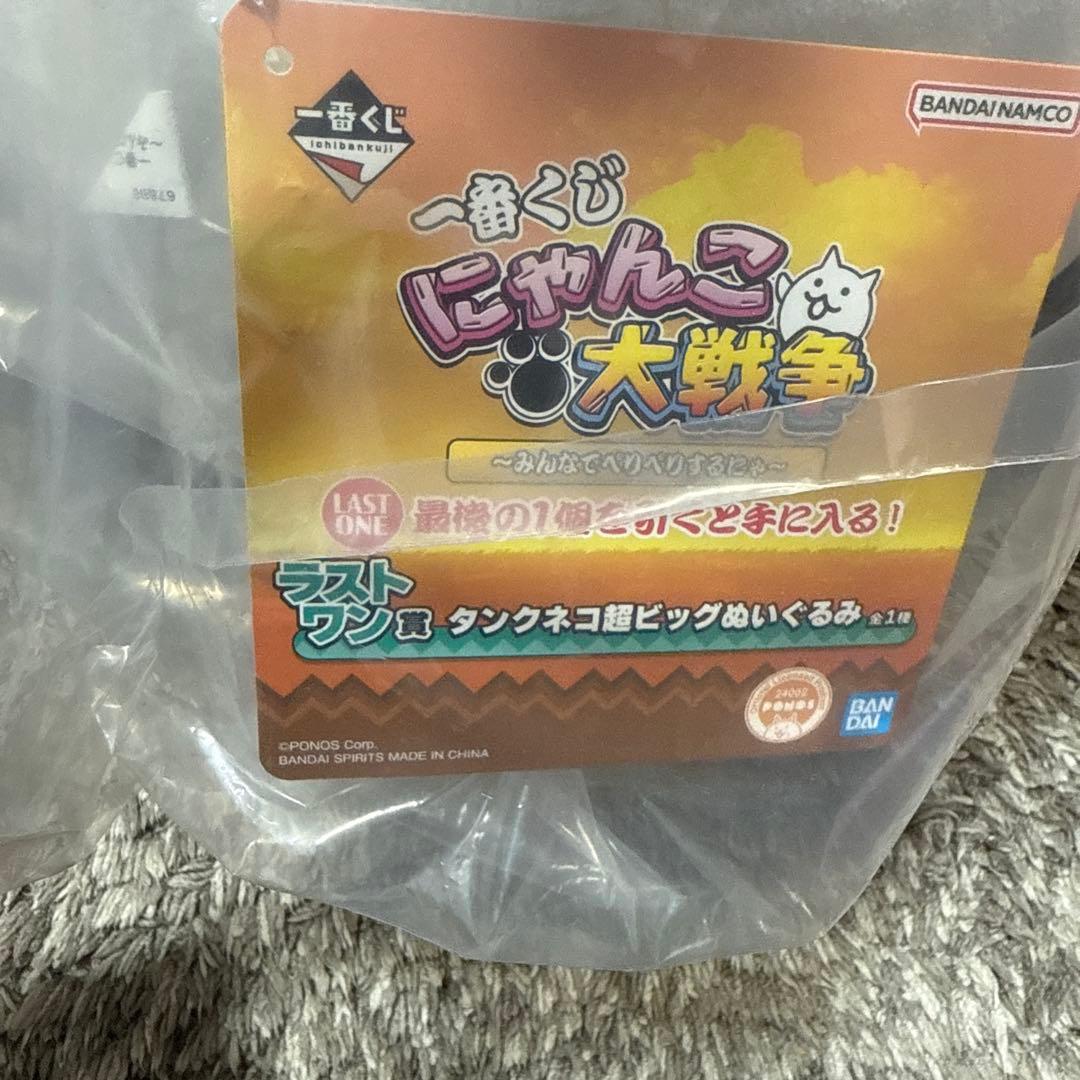 一番くじ
ichibankuji
BANDAI NAMCO
一番くじ
にゃんこ
大戦争
〜みんなでぺりぺりするにゃ〜
LAST
ONE
最後の1個を引くと手に入る！
ラスト
ワン賞
タンクネコ超ビッグぬいぐるみ 全1種
24002
PONOS
BAN
DAI
©PONOS Corp.
BANDAI SPIRITS MADE IN CHINA